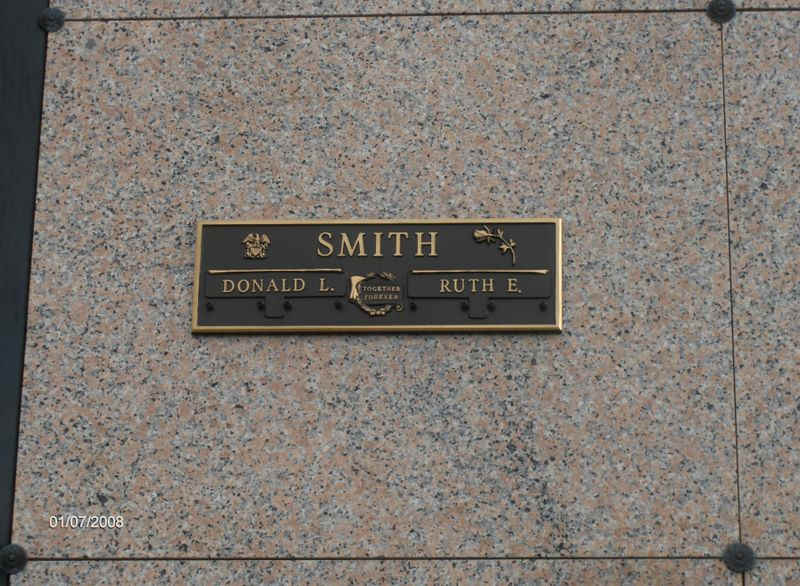 SMITH
DONALD L.
TOGETHER
FOREVER
RUTH E.
01/07/2008